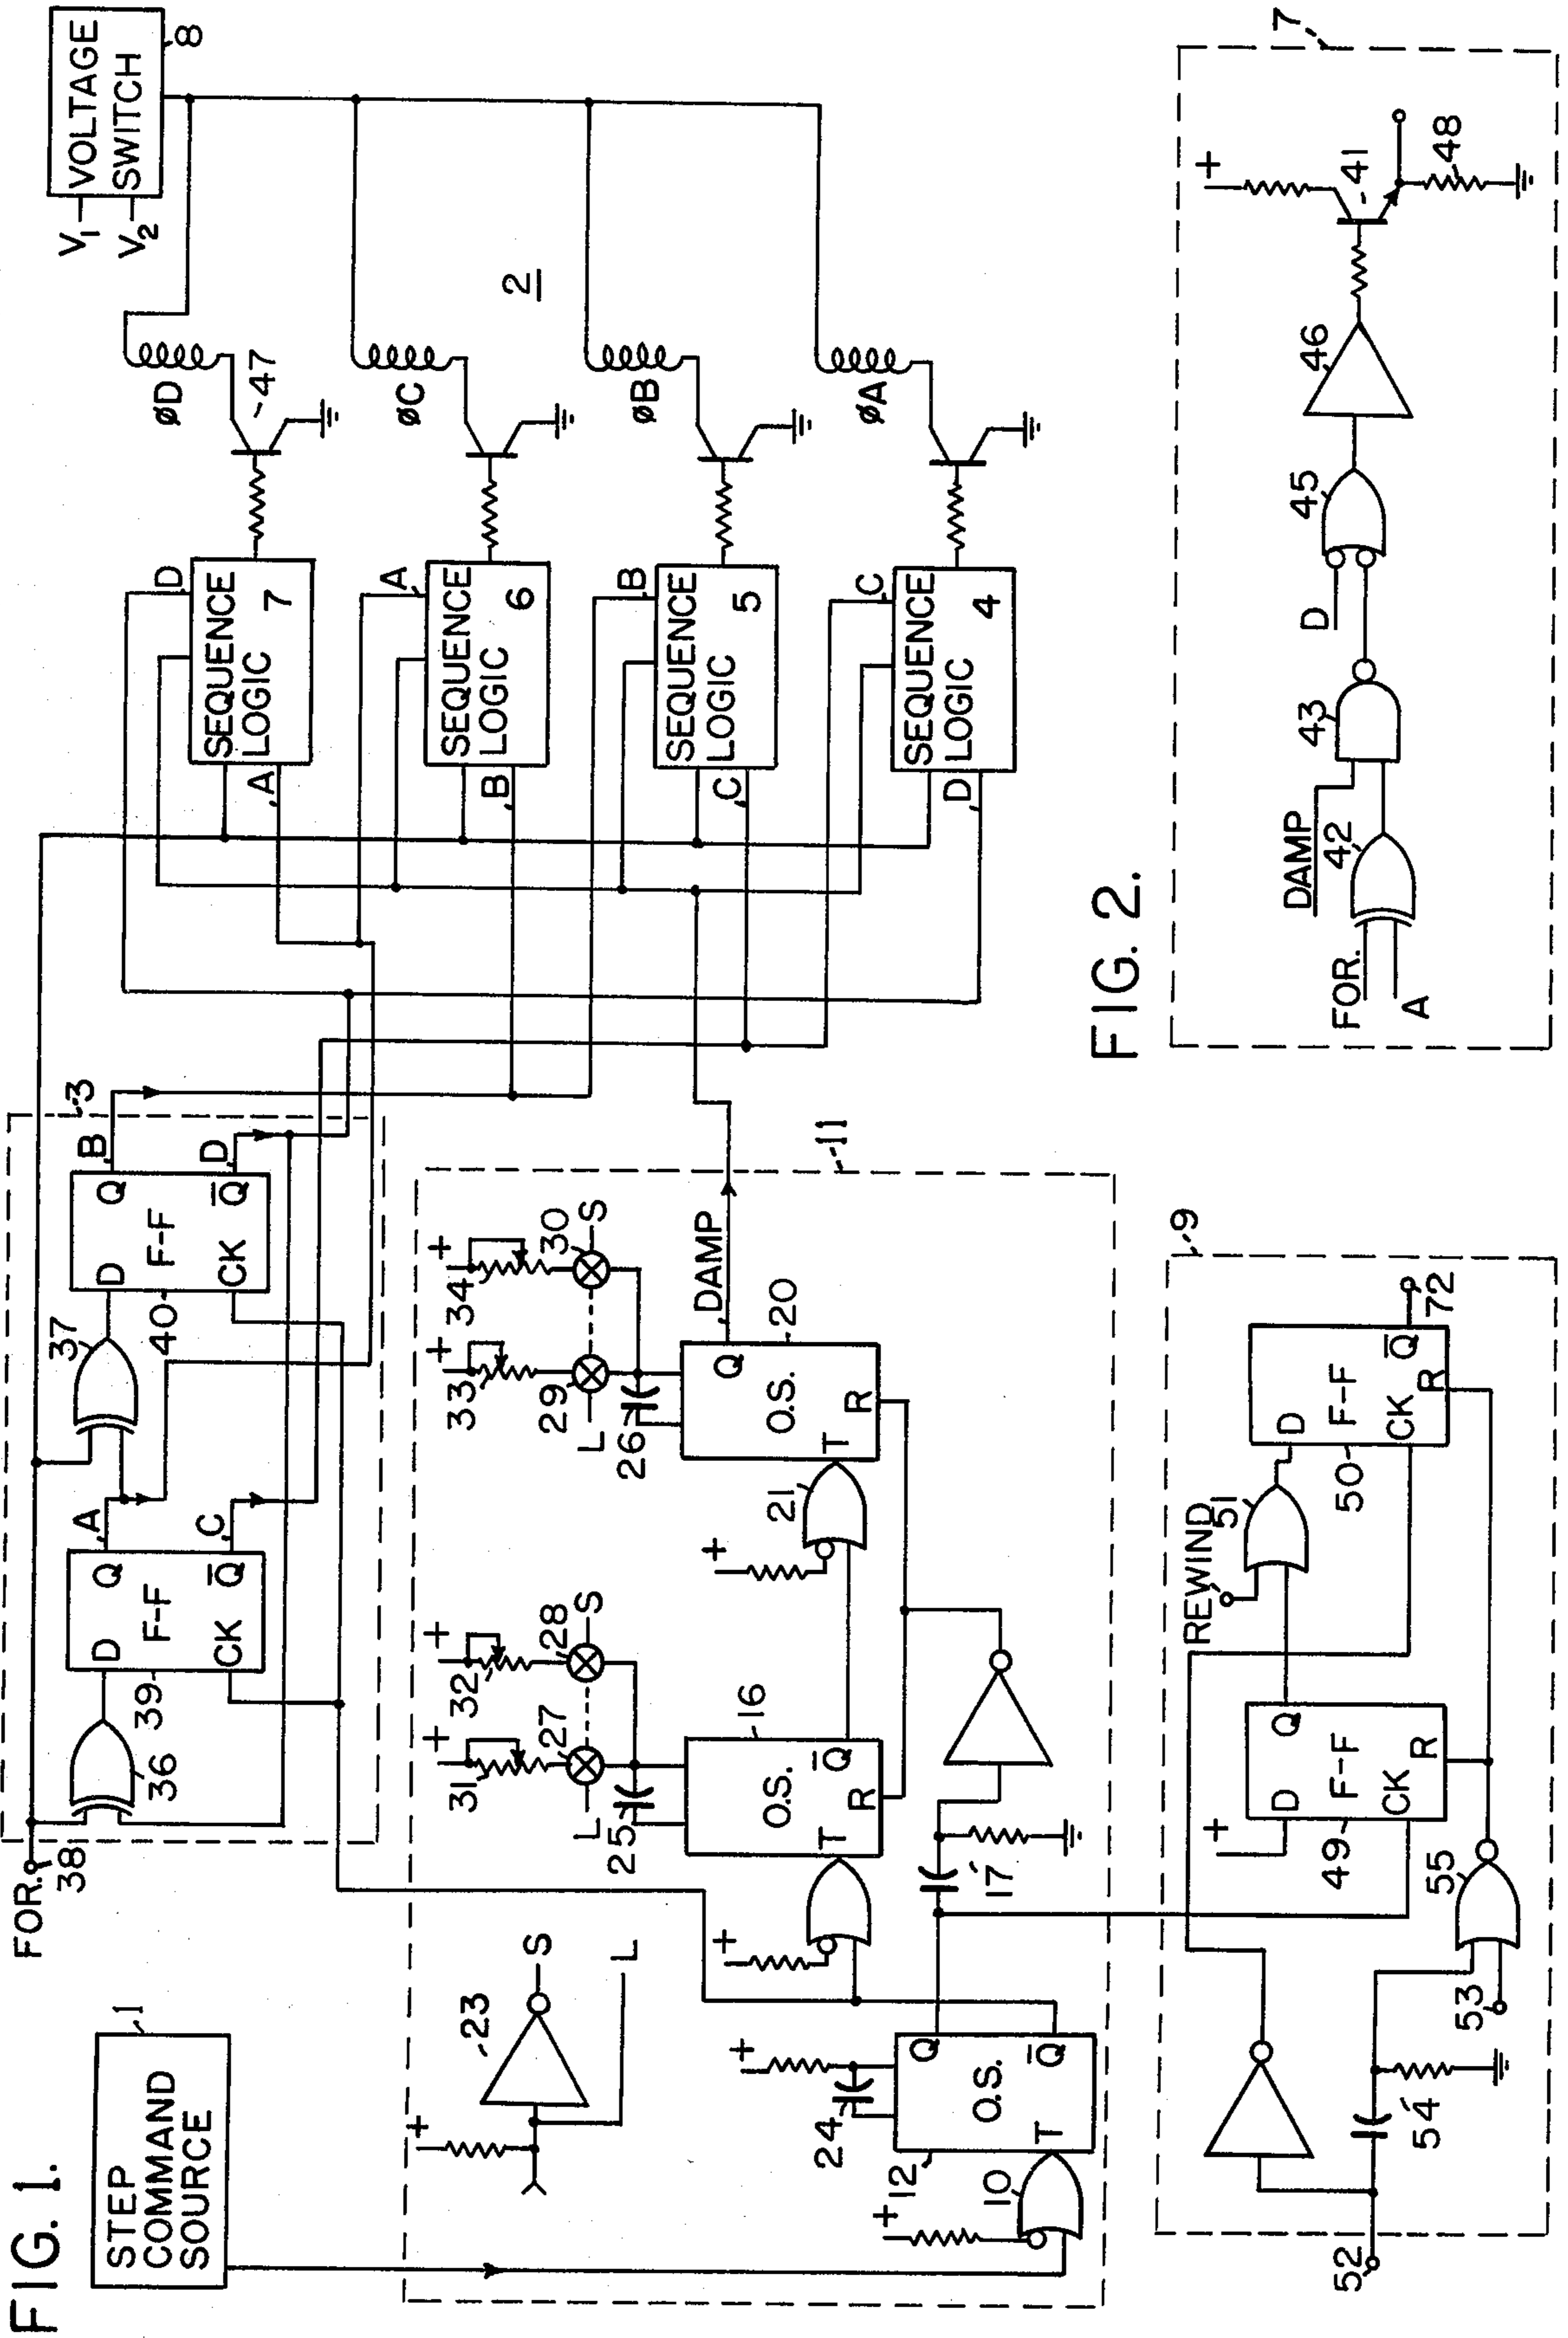 FIG. 1.
STEP
COMMAND
SOURCE
1
FOR.
38
36
39
D
F-F
CK
Q
Q̅
A
C
37
40
D
F-F
CK
Q
Q̅
B
D
3
SEQUENCE
LOGIC
7
A
D
SEQUENCE
LOGIC
6
B
A
SEQUENCE
LOGIC
5
C
B
SEQUENCE
LOGIC
4
D
C
øD
47
øC
øB
øA
2
VOLTAGE
SWITCH
8
V1
V2
23
S
L
+
31
+
32
+
27
28
L
S
25
O.S.
16
T
Q̅
R
+
33
+
34
+
29
30
L
S
26
O.S.
20
Q
T
R
DAMP
21
+
11
+
24
12
O.S.
Q
Q̅
T
10
+
17
9
52
54
53
55
+
49
D
F-F
CK
Q
R
REWIND
51
50
D
F-F
CK
Q̅
R
72
FIG. 2.
7
FOR.
A
42
DAMP
43
D
45
46
+
41
48